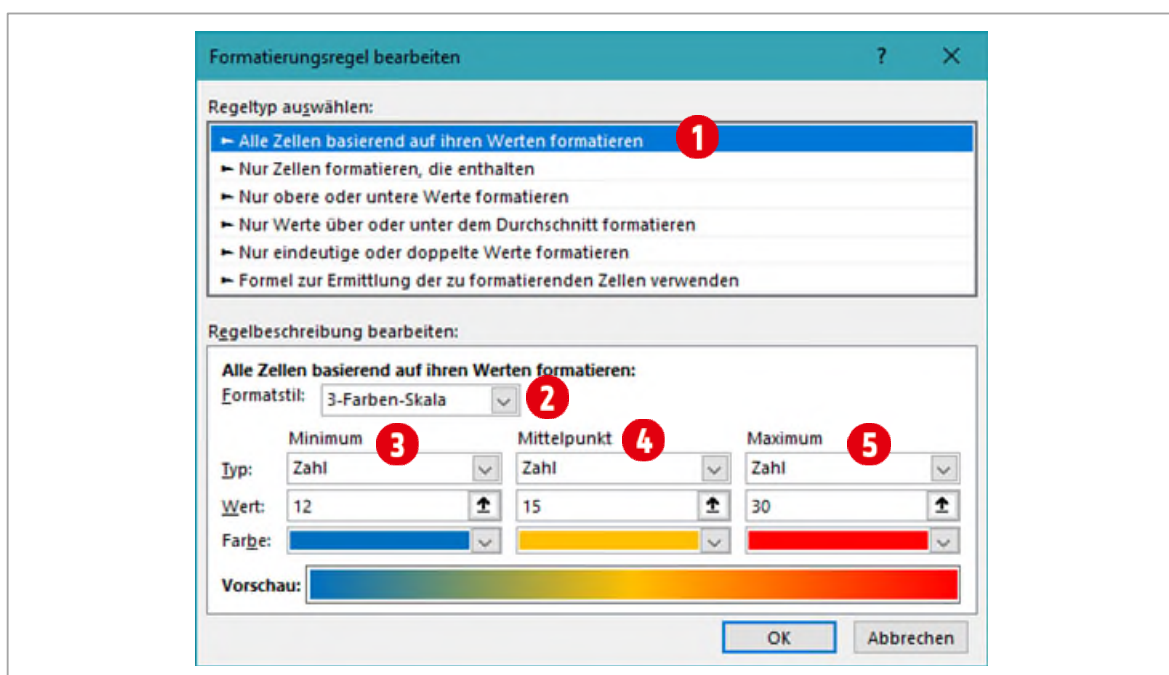 Formatierungsregel bearbeiten ? ×
Regeltyp auswählen:
► Alle Zellen basierend auf ihren Werten formatieren 1
► Nur Zellen formatieren, die enthalten
► Nur obere oder untere Werte formatieren
► Nur Werte über oder unter dem Durchschnitt formatieren
► Nur eindeutige oder doppelte Werte formatieren
► Formel zur Ermittlung der zu formatierenden Zellen verwenden
Regelbeschreibung bearbeiten:
Alle Zellen basierend auf ihren Werten formatieren:
Formatstil: 3-Farben-Skala 2
Minimum 3 Mittelpunkt 4 Maximum 5
Typ: Zahl Zahl Zahl
Wert: 12 15 30
Farbe:
Vorschau:
OK Abbrechen